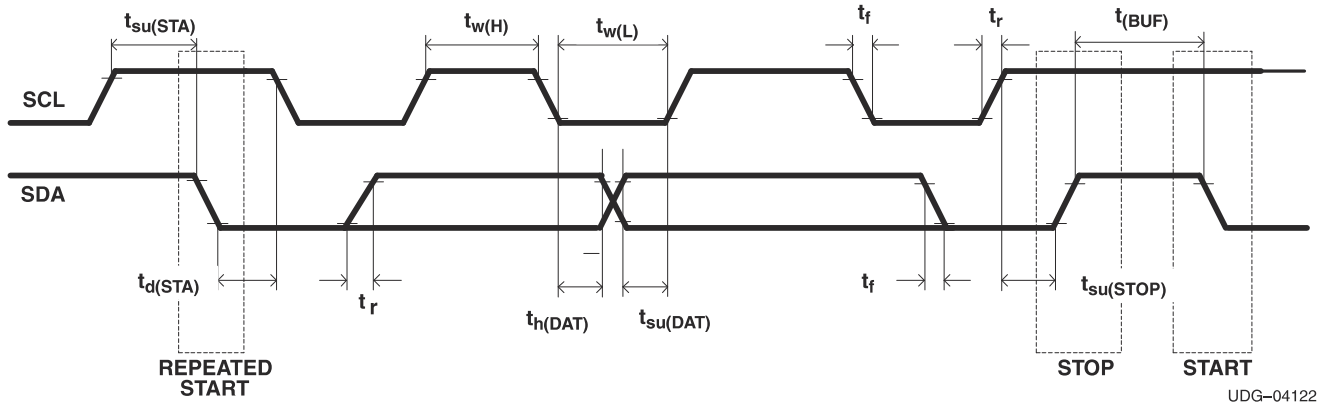 tsu(STA)
tw(H)
tw(L)
tf
tr
t(BUF)
SCL
SDA
td(STA)
tr
th(DAT)
tsu(DAT)
tf
tsu(STOP)
REPEATED
START
STOP
START
UDG–04122